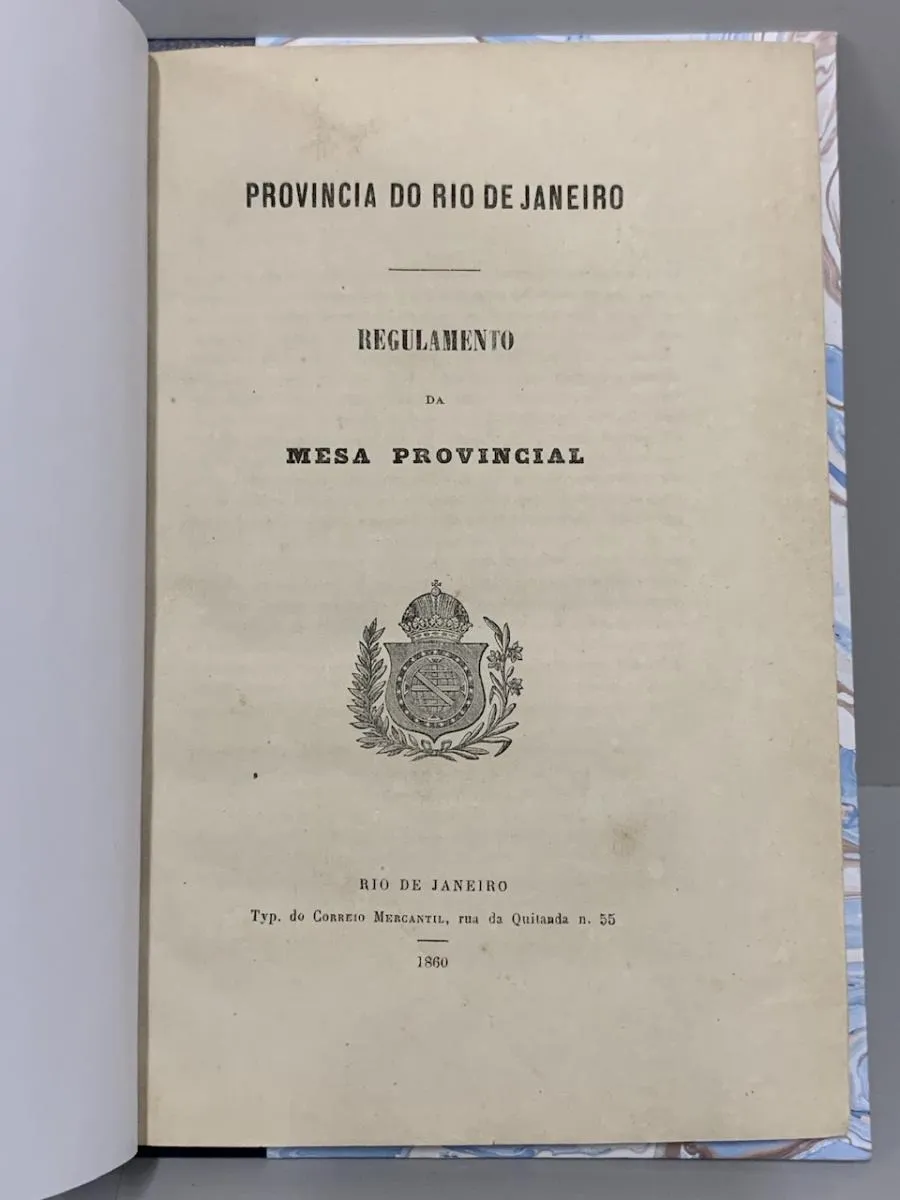 PROVINCIA DO RIO DE JANEIRO
REGULAMENTO
DA
MESA PROVINCIAL
RIO DE JANEIRO
Typ. do CORREIO MERCANTIL, rua da Quitanda n. 55
1860